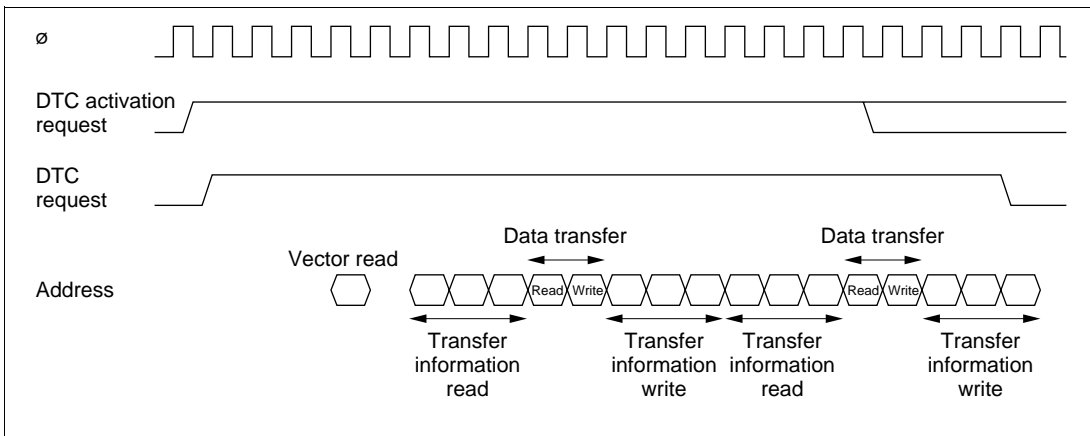 ø
DTC activation
request
DTC
request
Data transfer
Data transfer
Vector read
Address
Read
Write
Read
Write
Transfer
information
read
Transfer
information
write
Transfer
information
read
Transfer
information
write